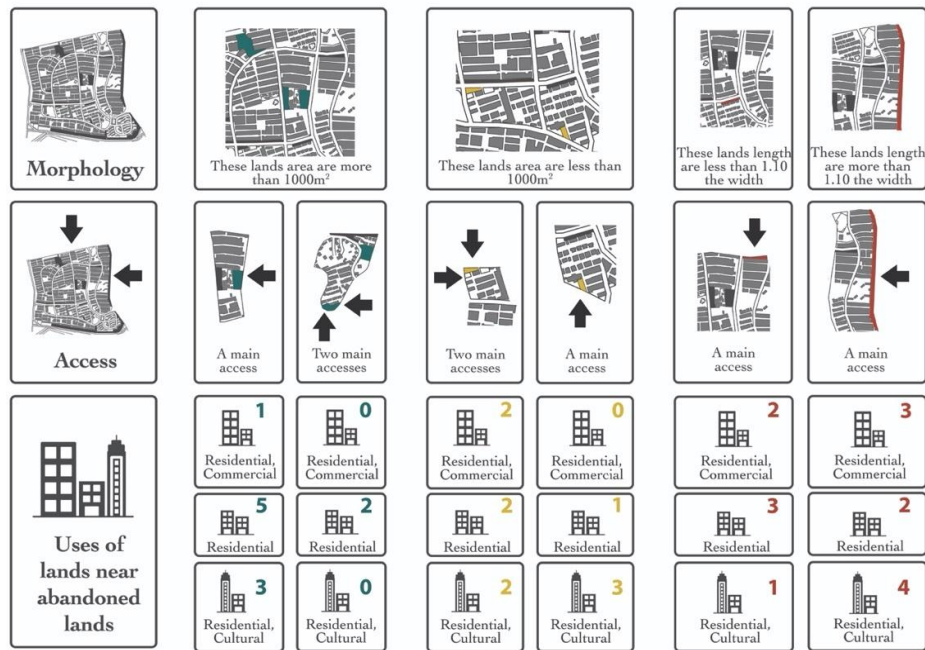 Morphology
These lands area are more
than 1000m²
These lands area are less than
1000m²
These lands length
are less than 1.10
the width
These lands length
are more than
1.10 the width
Access
A main
access
Two main
accesses
Two main
accesses
A main
access
A main
access
A main
access
Uses of
lands near
abandoned
lands
1
Residential,
Commercial
0
Residential,
Commercial
2
Residential,
Commercial
0
Residential,
Commercial
2
Residential,
Commercial
3
Residential,
Commercial
5
Residential
2
Residential
2
Residential
1
Residential
3
Residential
2
Residential
3
Residential,
Cultural
0
Residential,
Cultural
2
Residential,
Cultural
3
Residential,
Cultural
1
Residential,
Cultural
4
Residential,
Cultural